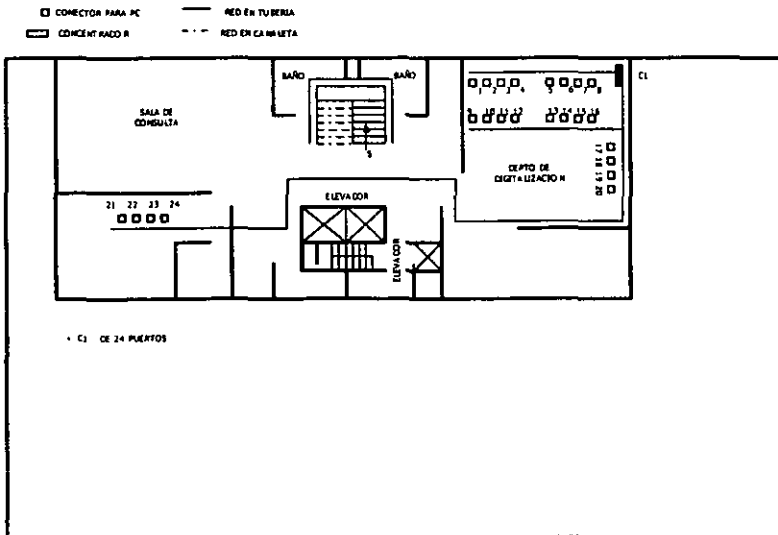 CONECTOR PARA PC
RED EN TUBERIA
CONCENTRADOR
RED EN CANALETA
BAÑO
BAÑO
C1
1 2 3 4 5 6 7 8
9 10 11 12 13 14 15 16
SALA DE
CONSULTA
S
17
18
19
20
DEPTO DE
DIGITALIZACION
ELEVADOR
21 22 23 24
ELEVADOR
C1 DE 24 PUERTOS